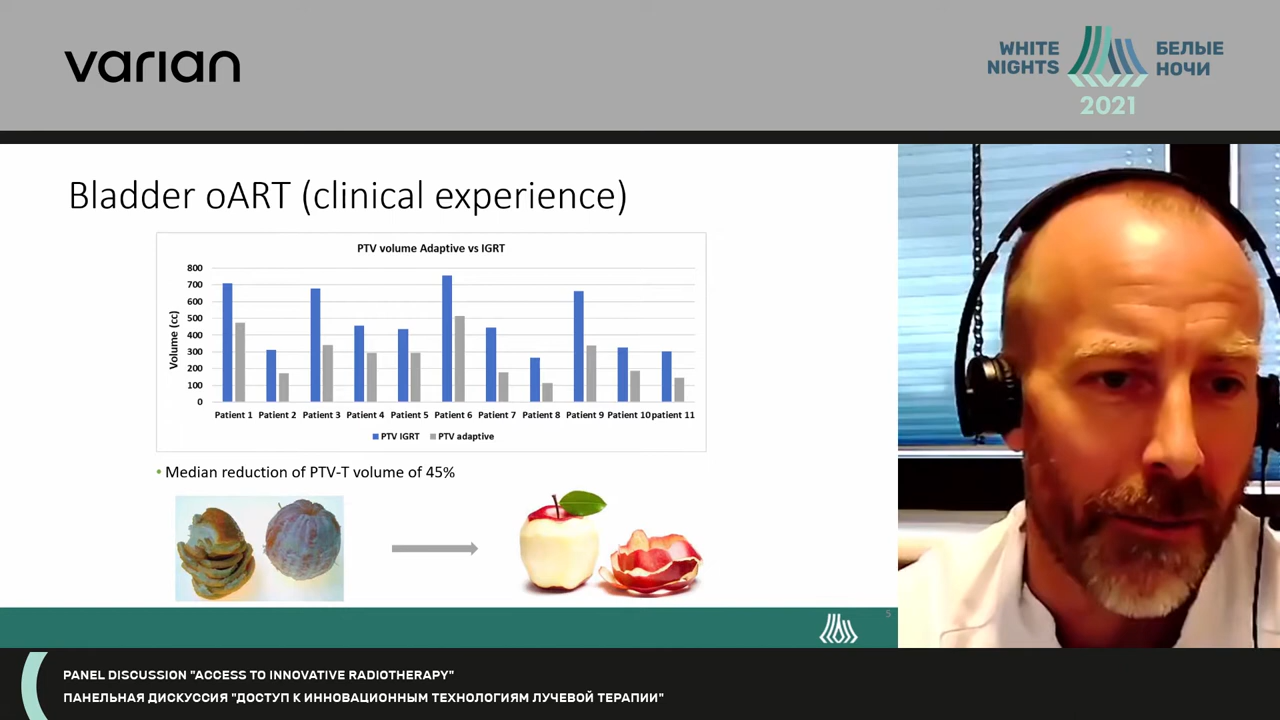 varian
WHITE
NIGHTS
БЕЛЫЕ
НОЧИ
2021
Bladder oART (clinical experience)
PTV volume Adaptive vs IGRT
Volume (cc)
800
700
600
500
400
300
200
100
0
Patient 1 Patient 2 Patient 3 Patient 4 Patient 5 Patient 6 Patient 7 Patient 8 Patient 9 Patient 10 patient 11
PTV IGRT PTV adaptive
• Median reduction of PTV-T volume of 45%
5
PANEL DISCUSSION "ACCESS TO INNOVATIVE RADIOTHERAPY"
ПАНЕЛЬНАЯ ДИСКУССИЯ "ДОСТУП К ИННОВАЦИОННЫМ ТЕХНОЛОГИЯМ ЛУЧЕВОЙ ТЕРАПИИ"